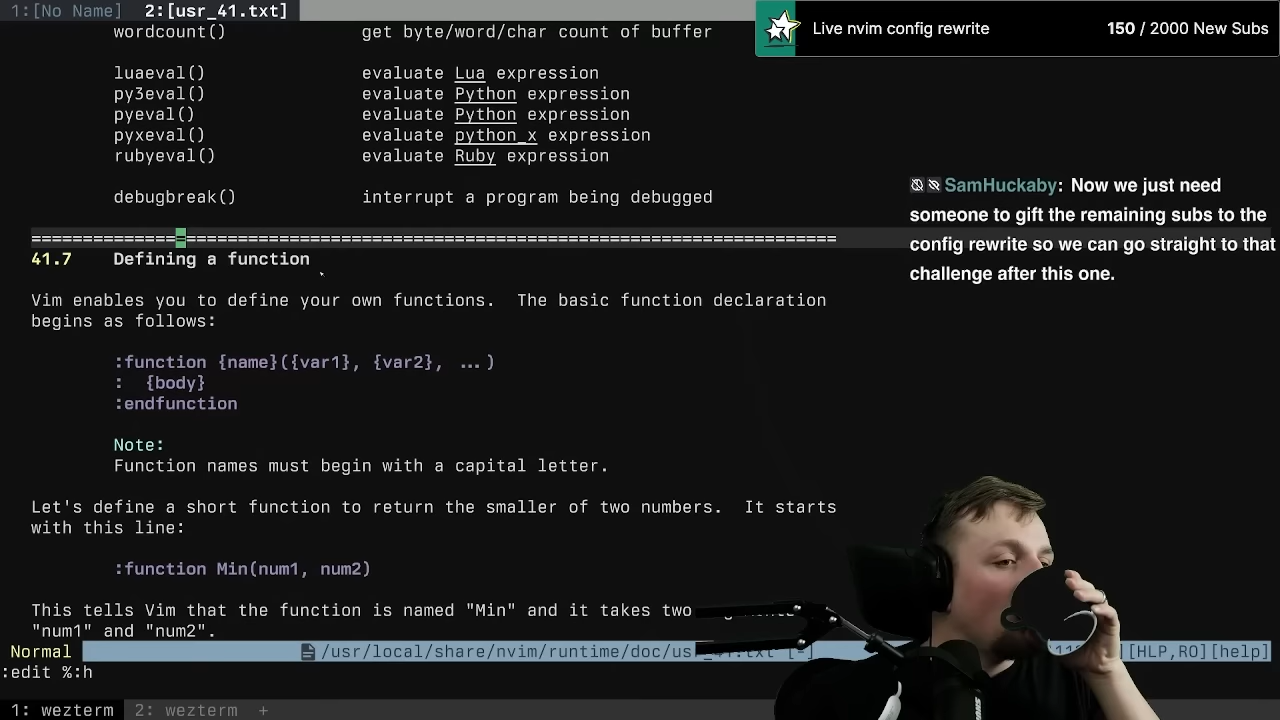 1:[No Name]  2:[usr_41.txt]
Live nvim config rewrite 150 / 2000 New Subs
wordcount() get byte/word/char count of buffer
luaeval() evaluate Lua expression
py3eval() evaluate Python expression
pyeval() evaluate Python expression
pyxeval() evaluate python_x expression
rubyeval() evaluate Ruby expression
debugbreak() interrupt a program being debugged
SamHuckaby: Now we just need
someone to gift the remaining subs to the
config rewrite so we can go straight to that
challenge after this one.
==============================================================================
41.7 Defining a function
Vim enables you to define your own functions.  The basic function declaration
begins as follows:
:function {name}({var1}, {var2}, ...)
:  {body}
:endfunction
Note:
Function names must begin with a capital letter.
Let's define a short function to return the smaller of two numbers.  It starts
with this line:
:function Min(num1, num2)
This tells Vim that the function is named "Min" and it takes two
"num1" and "num2".
Normal /usr/local/share/nvim/runtime/doc/us [-] [HLP,RO][help]
:edit %:h
1: wezterm 2: wezterm +